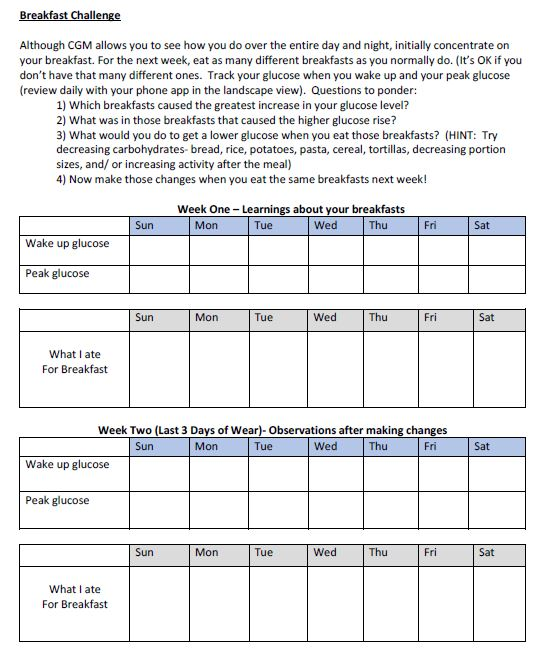 Breakfast Challenge
Although CGM allows you to see how you do over the entire day and night, initially concentrate on
your breakfast. For the next week, eat as many different breakfasts as you normally do. (It's OK if you
don't have that many different ones. Track your glucose when you wake up and your peak glucose
(review daily with your phone app in the landscape view). Questions to ponder:
1) Which breakfasts caused the greatest increase in your glucose level?
2) What was in those breakfasts that caused the higher glucose rise?
3) What would you do to get a lower glucose when you eat those breakfasts? (HINT: Try
decreasing carbohydrates- bread, rice, potatoes, pasta, cereal, tortillas, decreasing portion
sizes, and/ or increasing activity after the meal)
4) Now make those changes when you eat the same breakfasts next week!
Week One – Learnings about your breakfasts
Sun Mon Tue Wed Thu Fri Sat
Wake up glucose
Peak glucose
Sun Mon Tue Wed Thu Fri Sat
What I ate
For Breakfast
Week Two (Last 3 Days of Wear)- Observations after making changes
Sun Mon Tue Wed Thu Fri Sat
Wake up glucose
Peak glucose
Sun Mon Tue Wed Thu Fri Sat
What I ate
For Breakfast